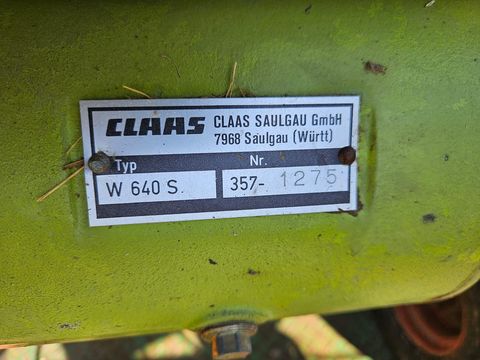 CLAAS CLAAS SAULGAU GmbH
7968 Saulgau (Württ)
Typ Nr.
W 640 S. 357- 1275